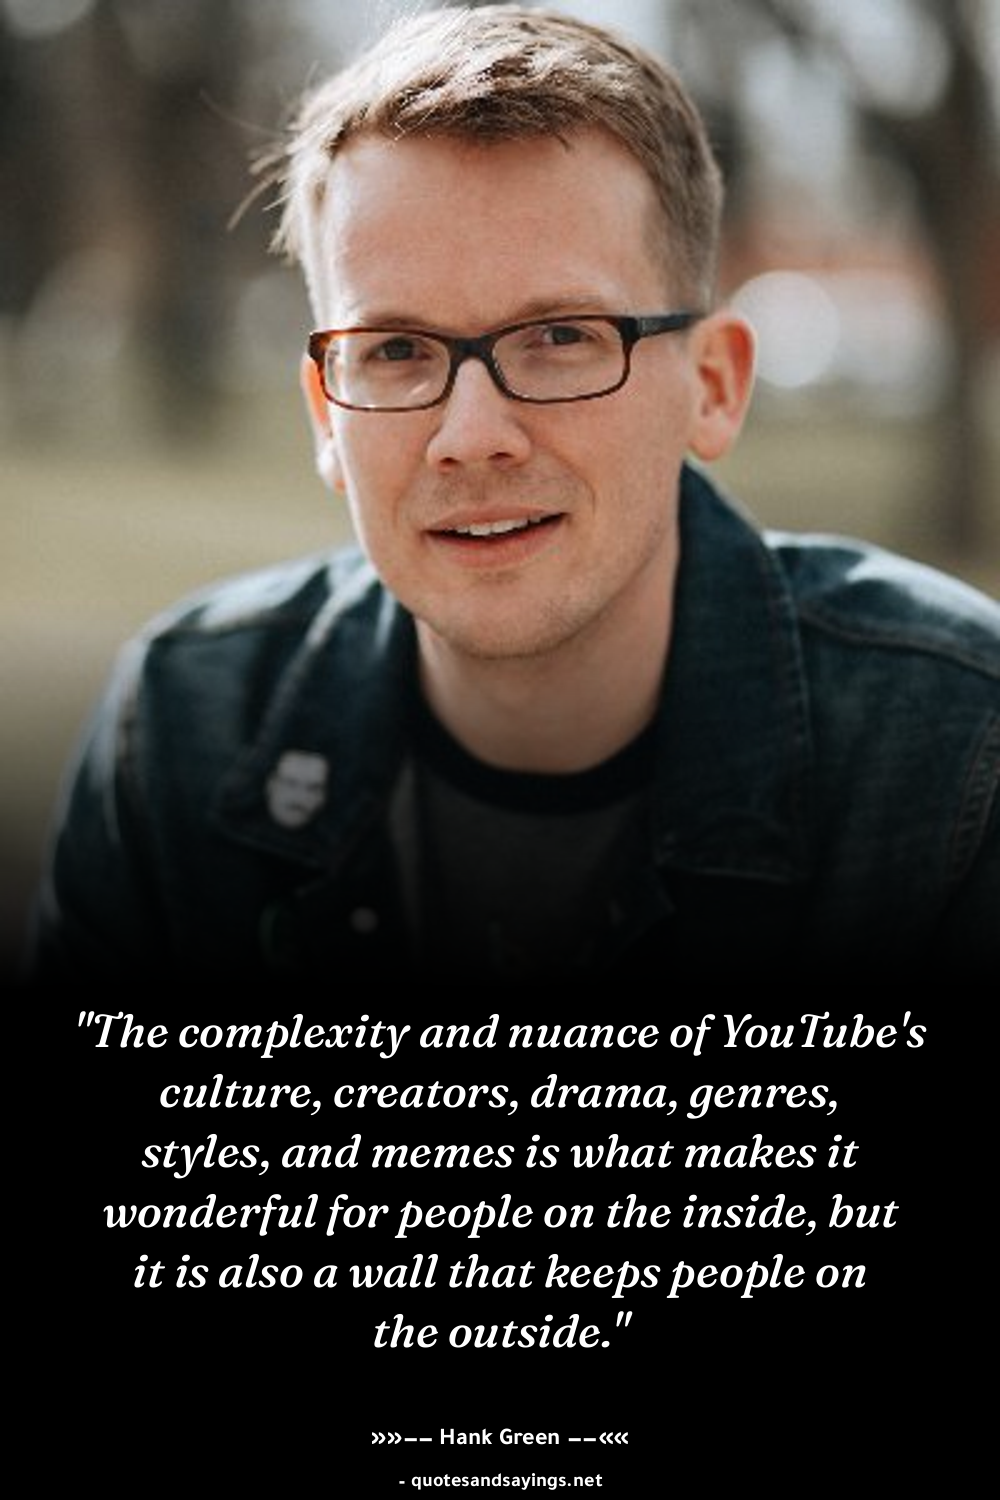 "The complexity and nuance of YouTube's
culture, creators, drama, genres,
styles, and memes is what makes it
wonderful for people on the inside, but
it is also a wall that keeps people on
the outside."
»»–– Hank Green ––««
- quotesandsayings.net